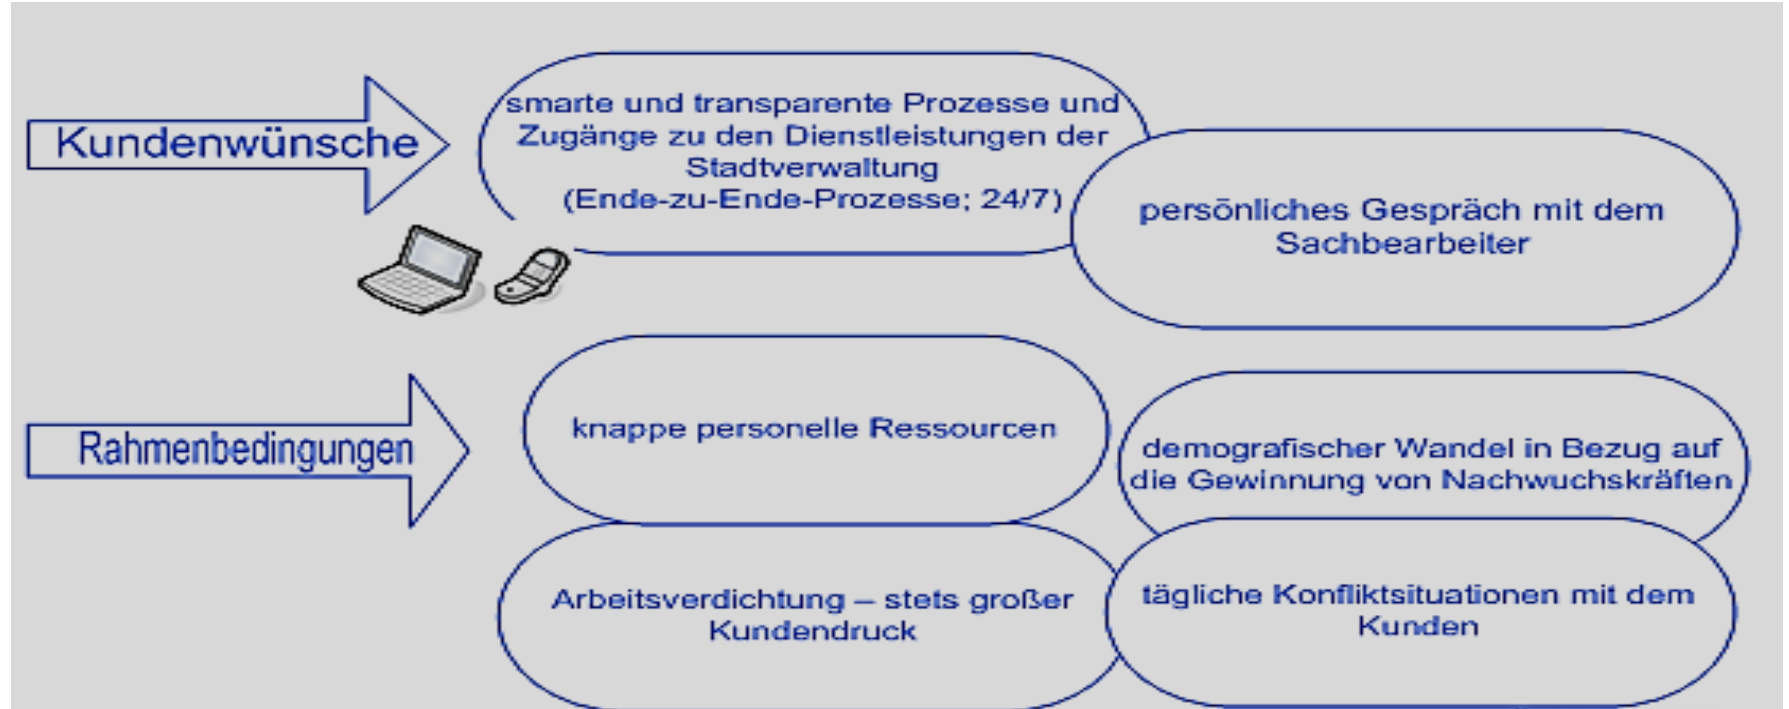 Kundenwünsche
smarte und transparente Prozesse und
Zugänge zu den Dienstleistungen der
Stadtverwaltung
(Ende-zu-Ende-Prozesse; 24/7)
persönliches Gespräch mit dem
Sachbearbeiter
Rahmenbedingungen
knappe personelle Ressourcen
demografischer Wandel in Bezug auf
die Gewinnung von Nachwuchskräften
Arbeitsverdichtung – stets großer
Kundendruck
tägliche Konfliktsituationen mit dem
Kunden